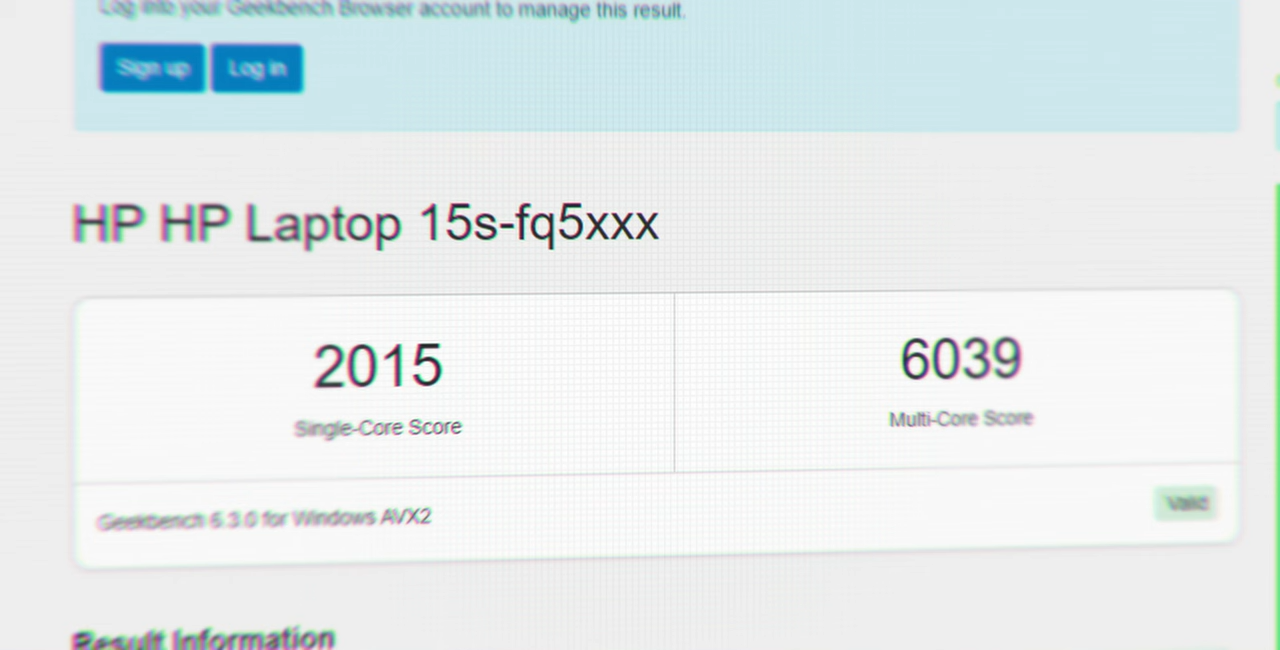 Log into your Geekbench Browser account to manage this result.
Sign up Log in
HP HP Laptop 15s-fq5xxx
2015 6039
Single-Core Score Multi-Core Score
Geekbench 6.3.0 for Windows AVX2 Valid
Result Information